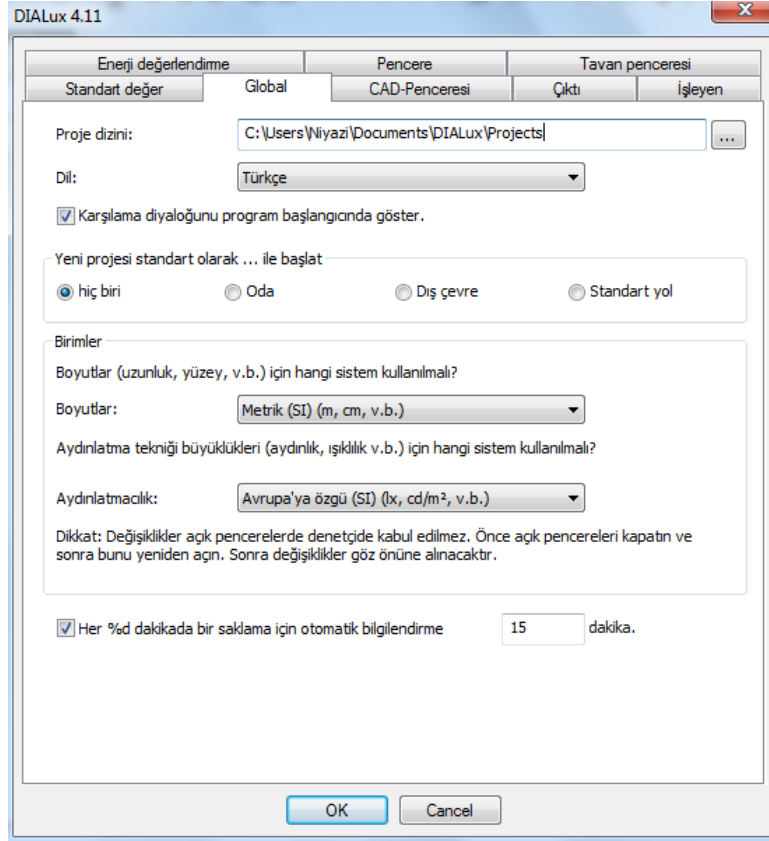 DIALux 4.11
Enerji değerlendirme Pencere Tavan penceresi
Standart değer Global CAD-Penceresi Çıktı İşleyen
Proje dizini: C:\Users\Niyazi\Documents\DIALux\Projects ...
Dil: Türkçe
Karşılama diyaloğunu program başlangıcında göster.
Yeni projesi standart olarak ... ile başlat
hiç biri Oda Dış çevre Standart yol
Birimler
Boyutlar (uzunluk, yüzey, v.b.) için hangi sistem kullanılmalı?
Boyutlar: Metrik (SI) (m, cm, v.b.)
Aydınlatma tekniği büyüklükleri (aydınlık, ışıklılık v.b.) için hangi sistem kullanılmalı?
Aydınlatmacılık: Avrupa'ya özgü (SI) (lx, cd/m², v.b.)
Dikkat: Değişiklikler açık pencerelerde denetçide kabul edilmez. Önce açık pencereleri kapatın ve
sonra bunu yeniden açın. Sonra değişiklikler göz önüne alınacaktır.
Her %d dakikada bir saklama için otomatik bilgilendirme 15 dakika.
OK Cancel